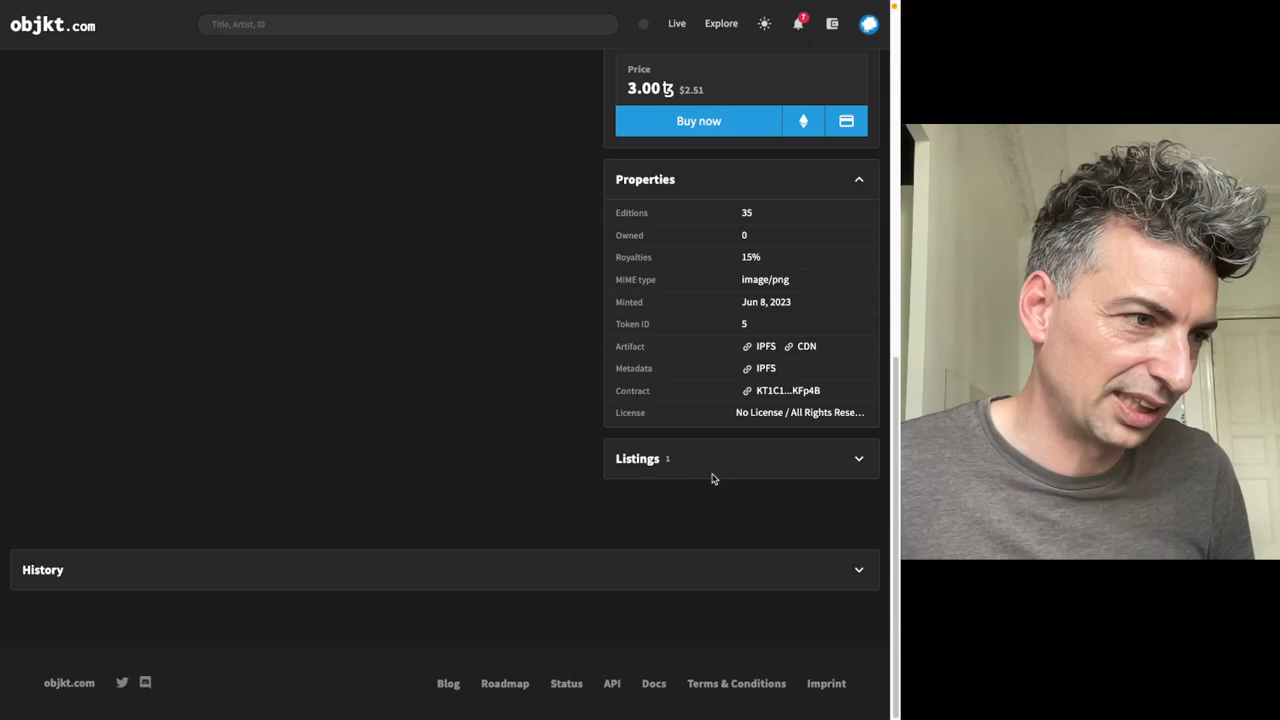 objkt.com
Title, Artist, ID
Live
Explore
7
Price
3.00 ꜩ $2.51
Buy now
Properties
Editions 35
Owned 0
Royalties 15%
MIME type image/png
Minted Jun 8, 2023
Token ID 5
Artifact IPFS CDN
Metadata IPFS
Contract KT1C1...KFp4B
License No License / All Rights Rese...
Listings 1
History
objkt.com
Blog
Roadmap
Status
API
Docs
Terms & Conditions
Imprint